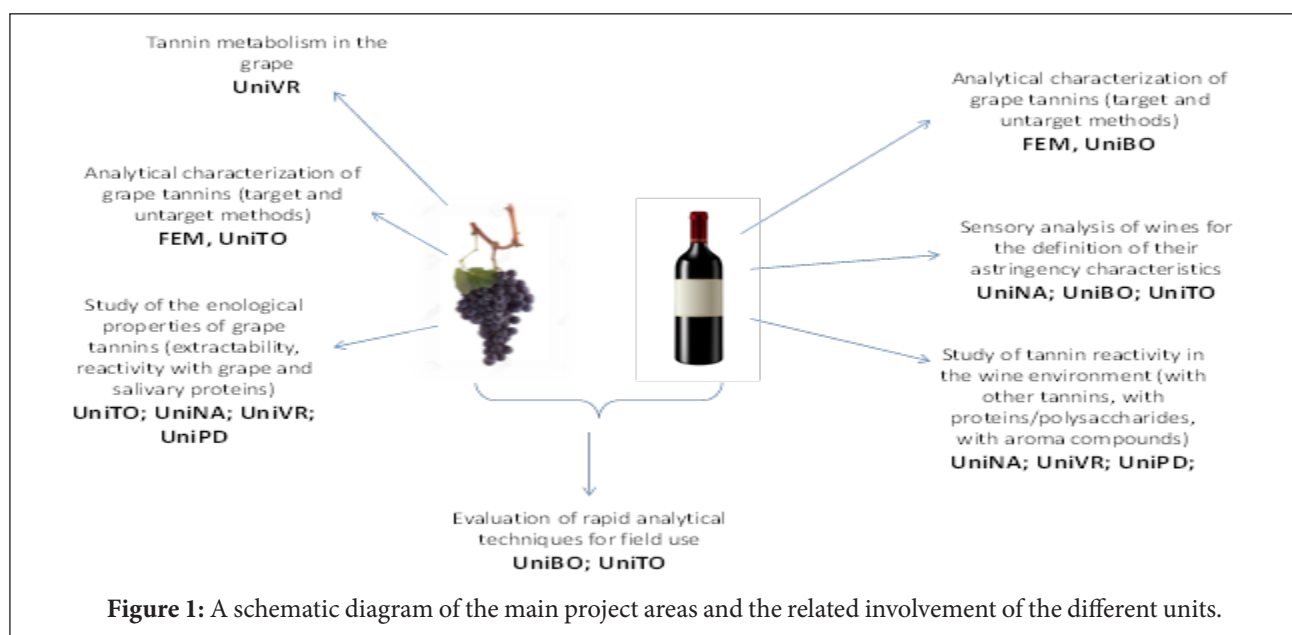 Tannin metabolism in the
grape
UniVR
Analytical characterization of
grape tannins (target and
untarget methods)
FEM, UniTO
Study of the enological
properties of grape
tannins (extractability,
reactivity with grape and
salivary proteins)
UniTO; UniNA; UniVR;
UniPD
Analytical characterization of
grape tannins (target and
untarget methods)
FEM, UniBO
Sensory analysis of wines for
the definition of their
astringency characteristics
UniNA; UniBO; UniTO
Study of tannin reactivity in
the wine environment (with
other tannins, with
proteins/polysaccharides,
with aroma compounds)
UniNA; UniVR; UniPD;
Evaluation of rapid analytical
techniques for field use
UniBO; UniTO
Figure 1: A schematic diagram of the main project areas and the related involvement of the different units.